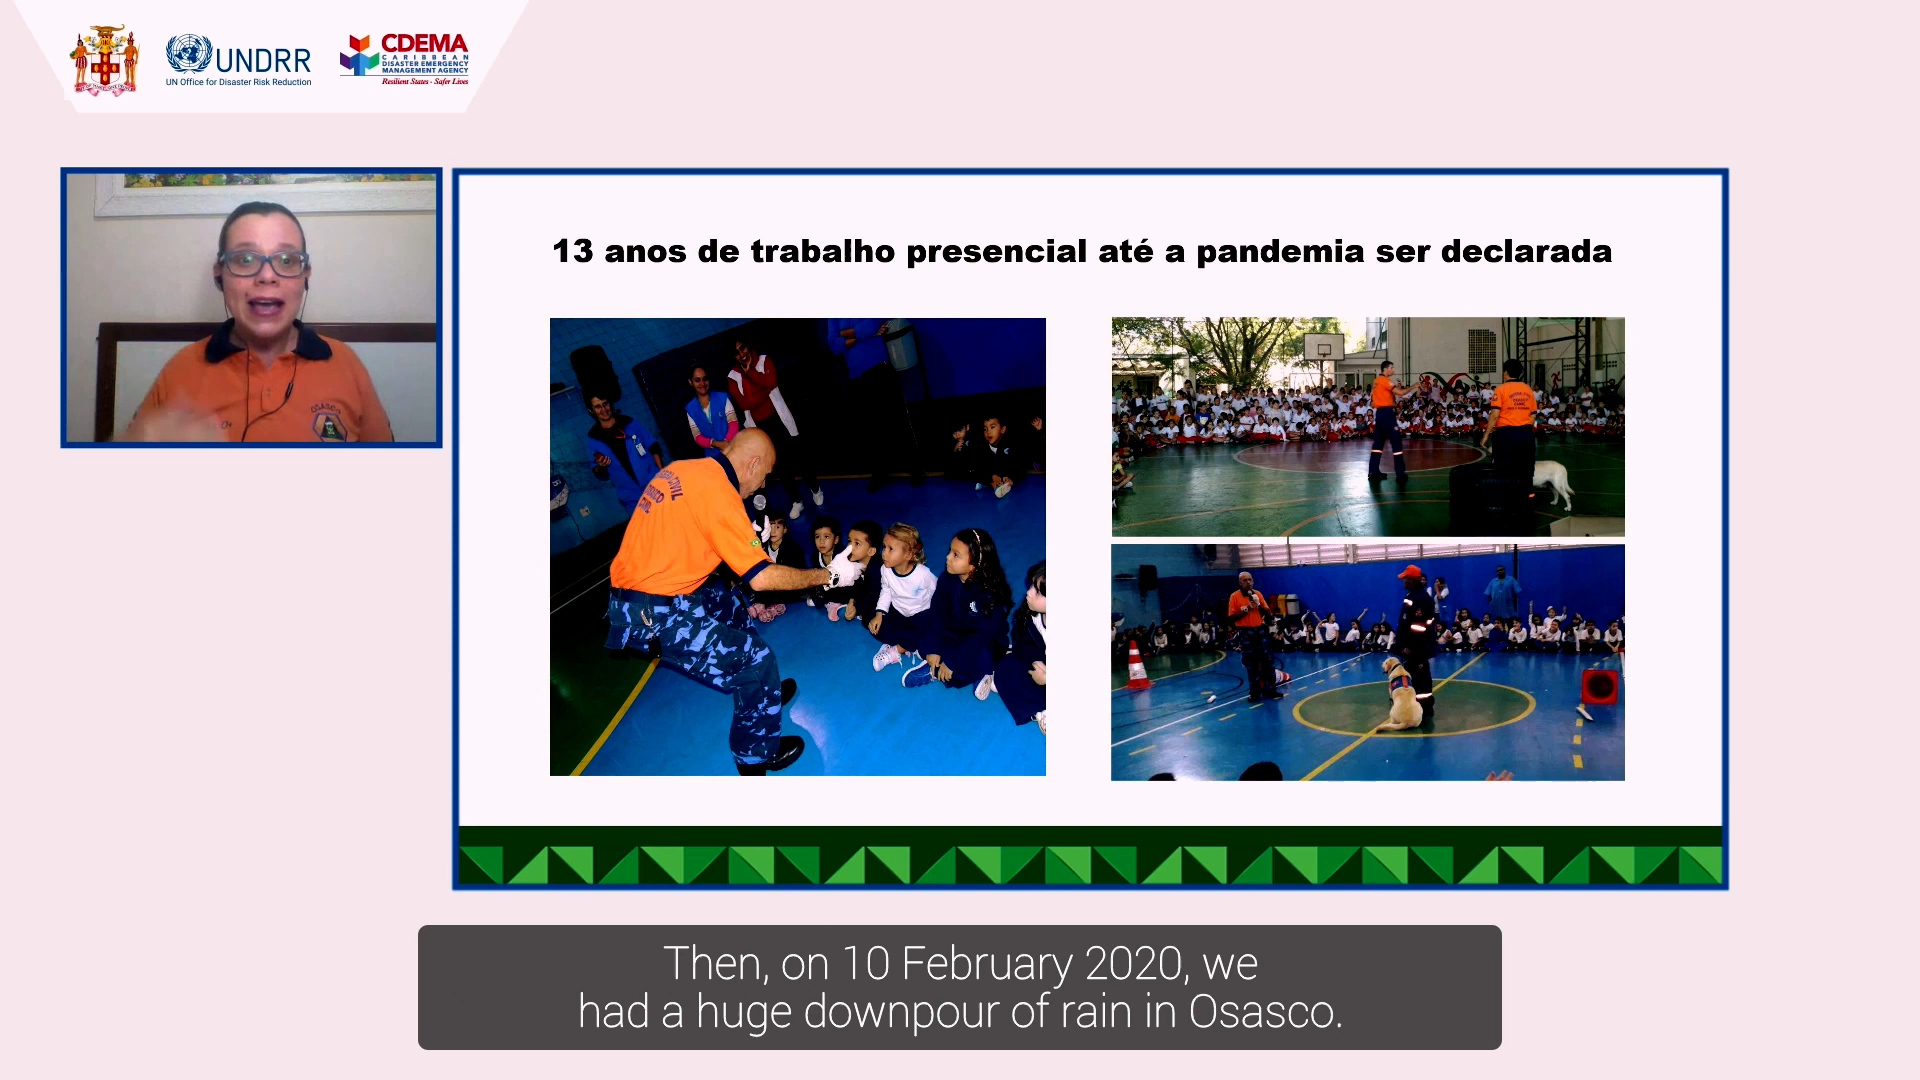 UNDRR
UN Office for Disaster Risk Reduction
CDEMA
CARIBBEAN
DISASTER EMERGENCY
MANAGEMENT AGENCY
Resilient States - Safer Lives
OSASCO
13 anos de trabalho presencial até a pandemia ser declarada
Then, on 10 February 2020, we
had a huge downpour of rain in Osasco.